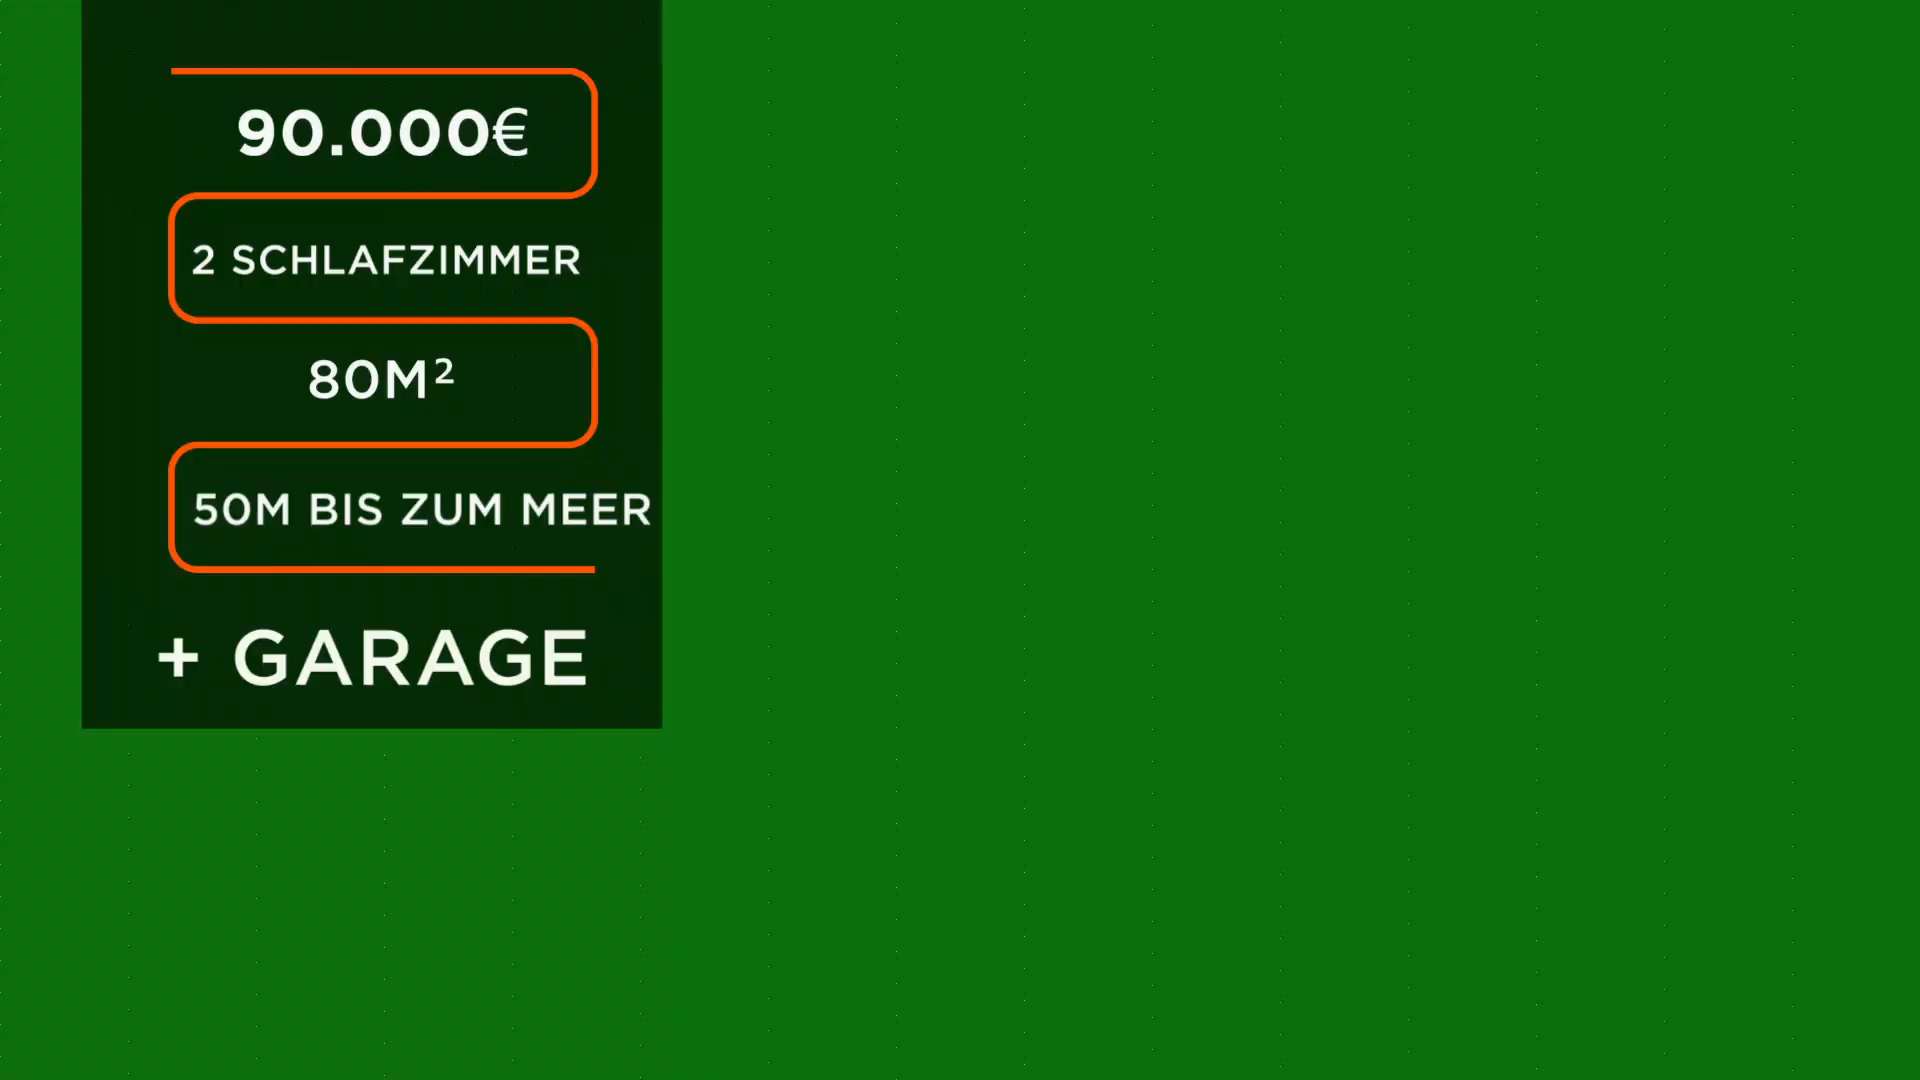 90.000€
2 SCHLAFZIMMER
80M²
50M BIS ZUM MEER
+ GARAGE